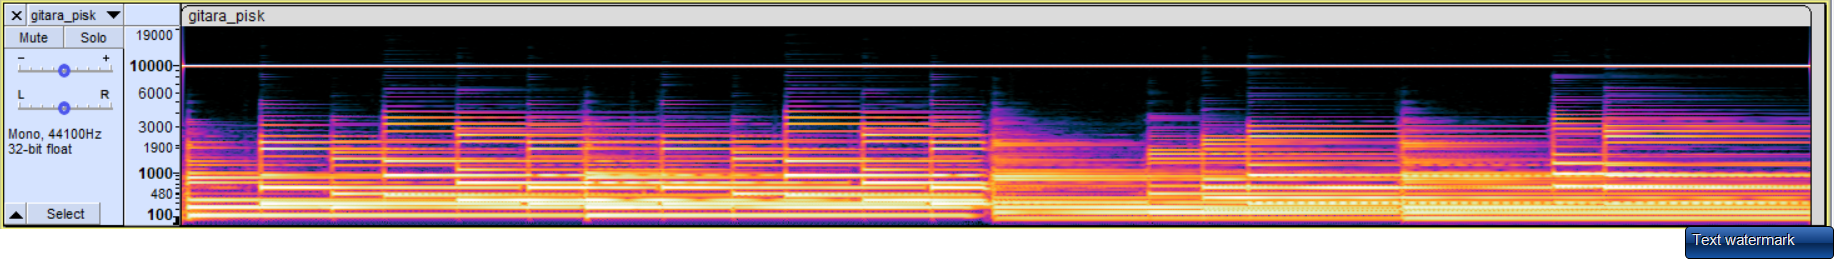 gitara_pisk
gitara_pisk
Mute Solo
- +
L R
Mono, 44100Hz
32-bit float
Select
19000
10000
6000
3000
1900
1000
480
100
Text watermark